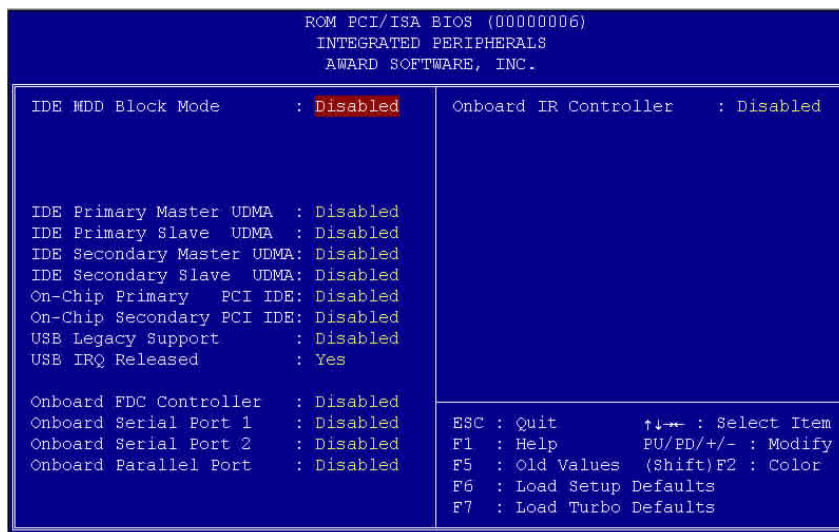 ROM PCI/ISA BIOS (00000006)
INTEGRATED PERIPHERALS
AWARD SOFTWARE, INC.
IDE HDD Block Mode : Disabled
IDE Primary Master UDMA : Disabled
IDE Primary Slave UDMA : Disabled
IDE Secondary Master UDMA: Disabled
IDE Secondary Slave UDMA: Disabled
On-Chip Primary PCI IDE: Disabled
On-Chip Secondary PCI IDE: Disabled
USB Legacy Support : Disabled
USB IRQ Released : Yes
Onboard FDC Controller : Disabled
Onboard Serial Port 1 : Disabled
Onboard Serial Port 2 : Disabled
Onboard Parallel Port : Disabled
Onboard IR Controller : Disabled
ESC : Quit ↑↓→← : Select Item
F1 : Help PU/PD/+/- : Modify
F5 : Old Values (Shift)F2 : Color
F6 : Load Setup Defaults
F7 : Load Turbo Defaults